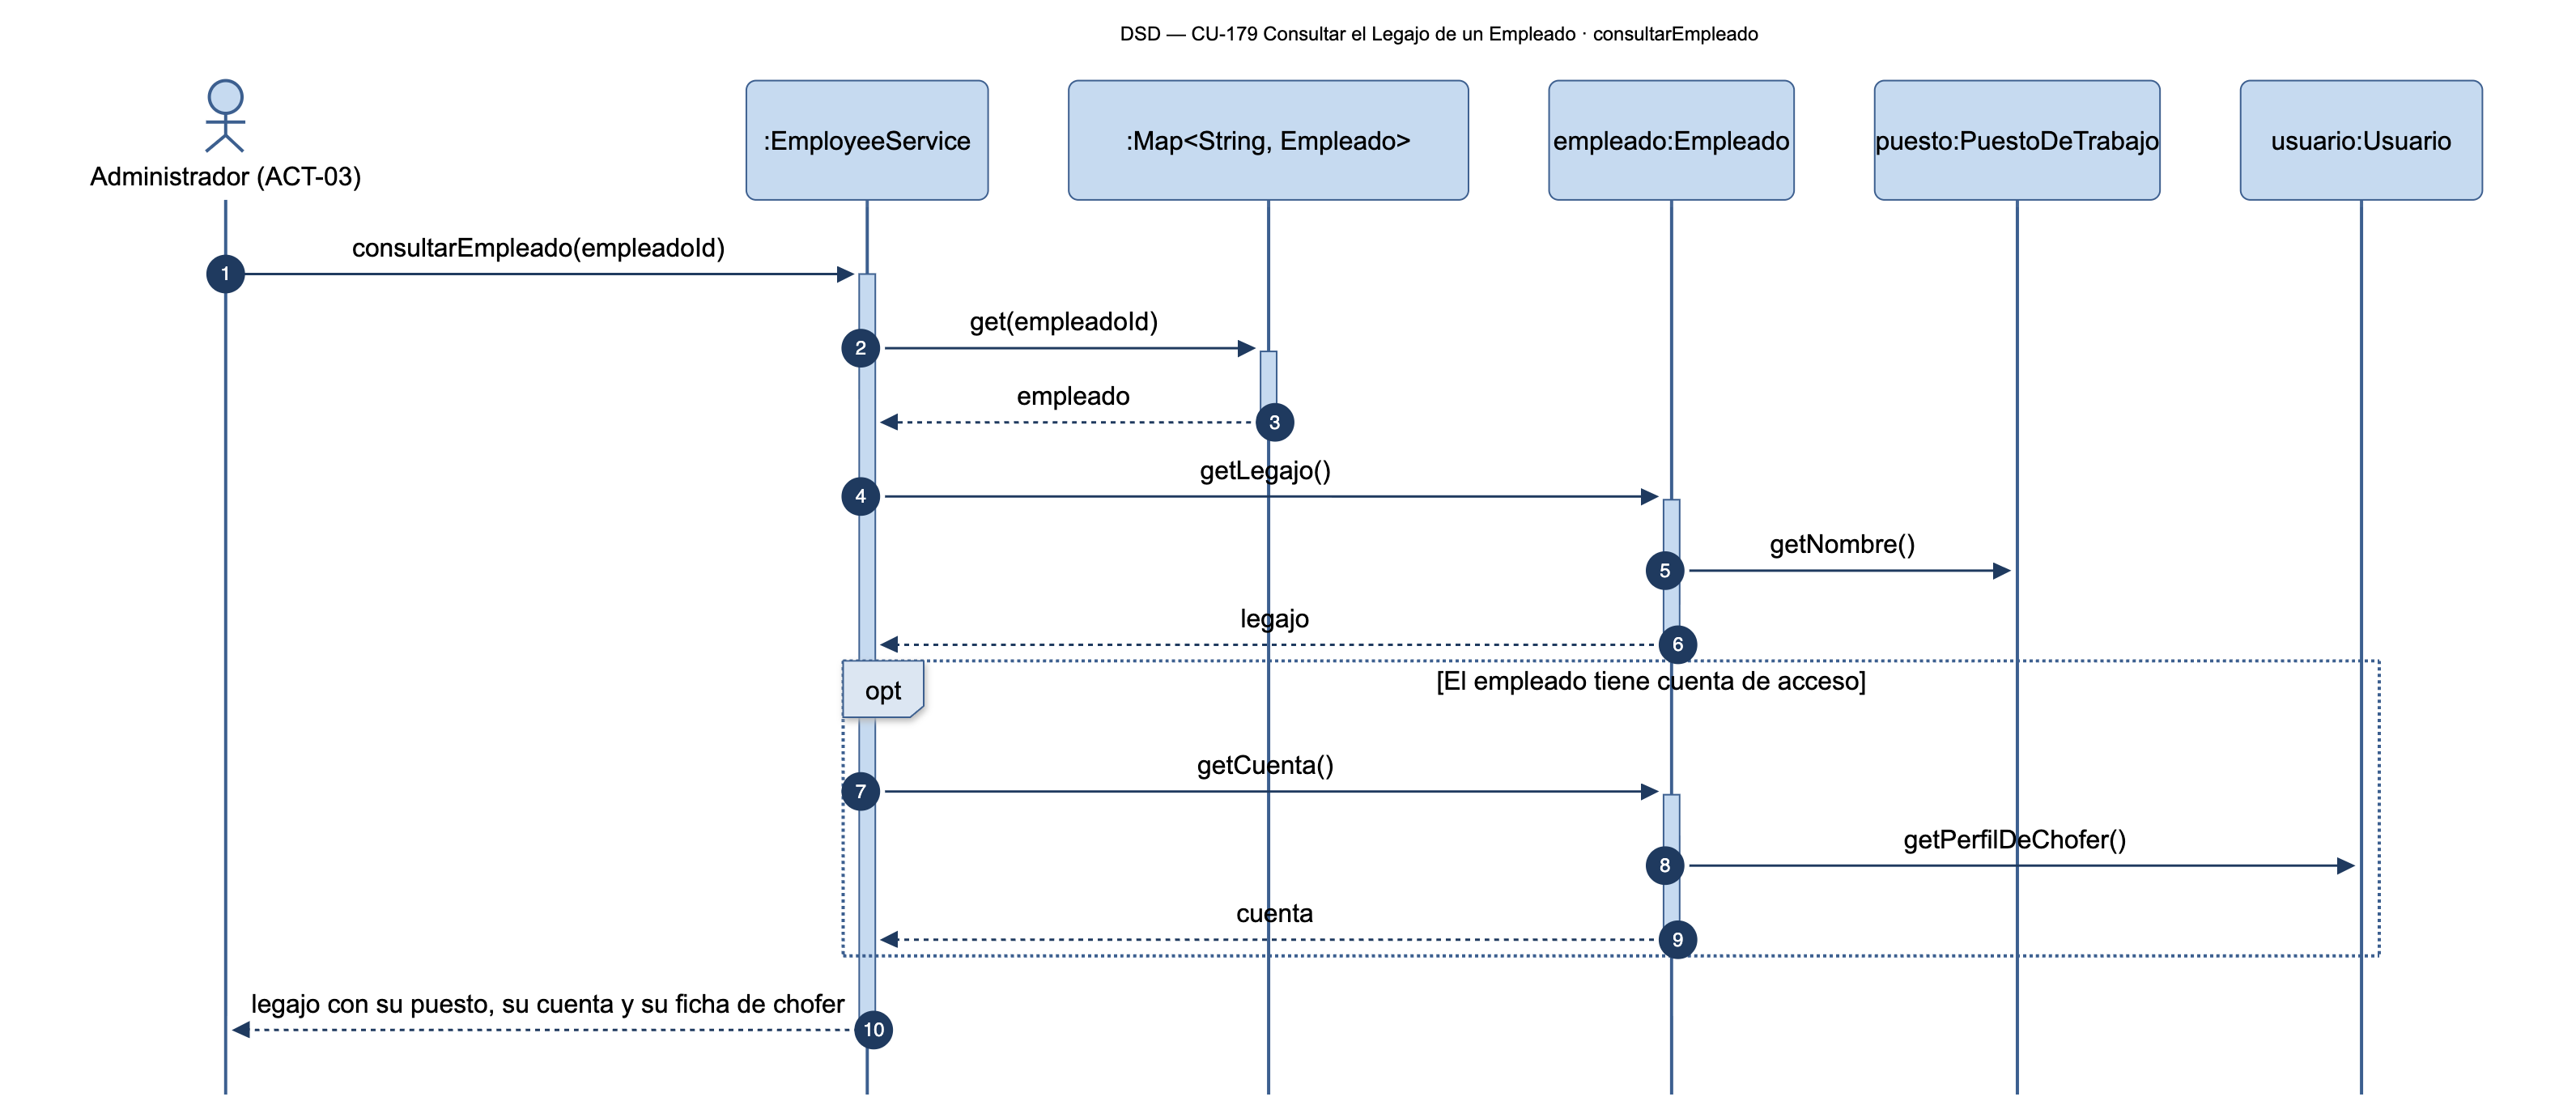 DSD — CU-179 Consultar el Legajo de un Empleado · consultarEmpleado
Administrador (ACT-03)
:EmployeeService
:Map<String, Empleado>
empleado:Empleado
puesto:PuestoDeTrabajo
usuario:Usuario
consultarEmpleado(empleadoId)
1
get(empleadoId)
2
empleado
3
getLegajo()
4
getNombre()
5
legajo
6
opt
[El empleado tiene cuenta de acceso]
getCuenta()
7
getPerfilDeChofer()
8
cuenta
9
legajo con su puesto, su cuenta y su ficha de chofer
10